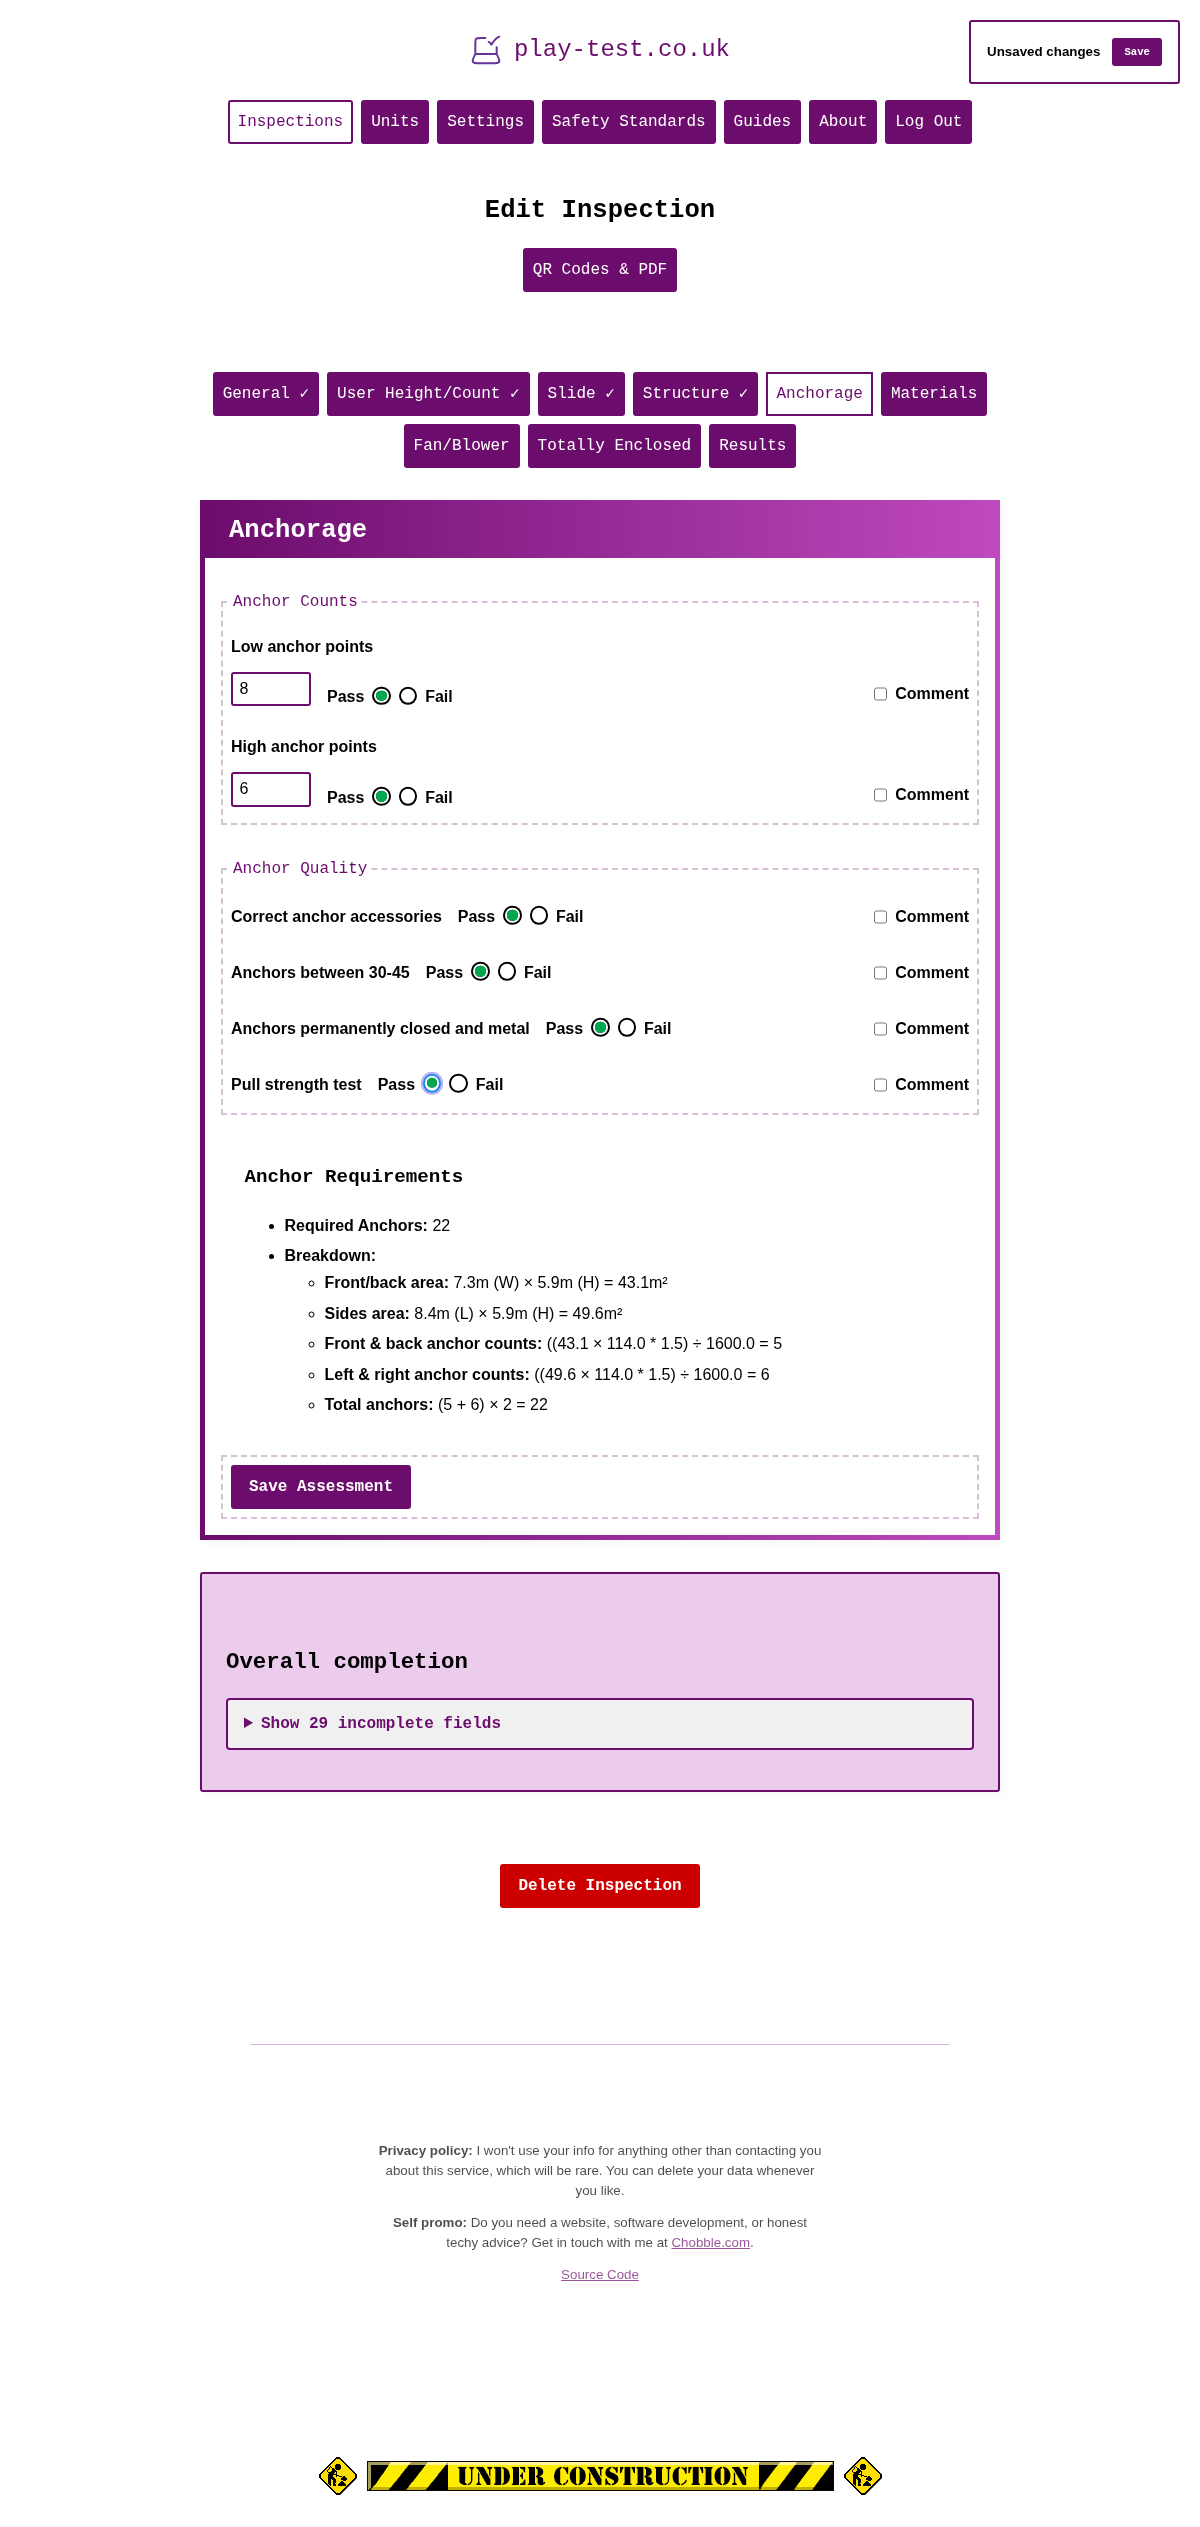 play-test.co.uk
Unsaved changes Save
Inspections Units Settings Safety Standards Guides About Log Out
Edit Inspection
QR Codes & PDF
General ✓ User Height/Count ✓ Slide ✓ Structure ✓ Anchorage Materials
Fan/Blower Totally Enclosed Results
Anchorage
Anchor Counts
Low anchor points
8 Pass Fail Comment
High anchor points
6 Pass Fail Comment
Anchor Quality
Correct anchor accessories Pass Fail Comment
Anchors between 30-45 Pass Fail Comment
Anchors permanently closed and metal Pass Fail Comment
Pull strength test Pass Fail Comment
Anchor Requirements
Required Anchors: 22
Breakdown:
Front/back area: 7.3m (W) × 5.9m (H) = 43.1m²
Sides area: 8.4m (L) × 5.9m (H) = 49.6m²
Front & back anchor counts: ((43.1 × 114.0 * 1.5) ÷ 1600.0 = 5
Left & right anchor counts: ((49.6 × 114.0 * 1.5) ÷ 1600.0 = 6
Total anchors: (5 + 6) × 2 = 22
Save Assessment
Overall completion
Show 29 incomplete fields
Delete Inspection
Privacy policy: I won't use your info for anything other than contacting you
about this service, which will be rare. You can delete your data whenever
you like.
Self promo: Do you need a website, software development, or honest
techy advice? Get in touch with me at Chobble.com.
Source Code
UNDER CONSTRUCTION